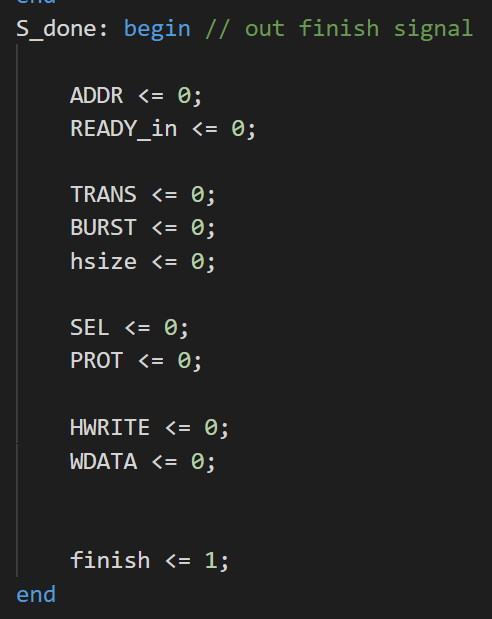 end
S_done: begin // out finish signal
ADDR <= 0;
READY_in <= 0;
TRANS <= 0;
BURST <= 0;
hsize <= 0;
SEL <= 0;
PROT <= 0;
HWRITE <= 0;
WDATA <= 0;
finish <= 1;
end